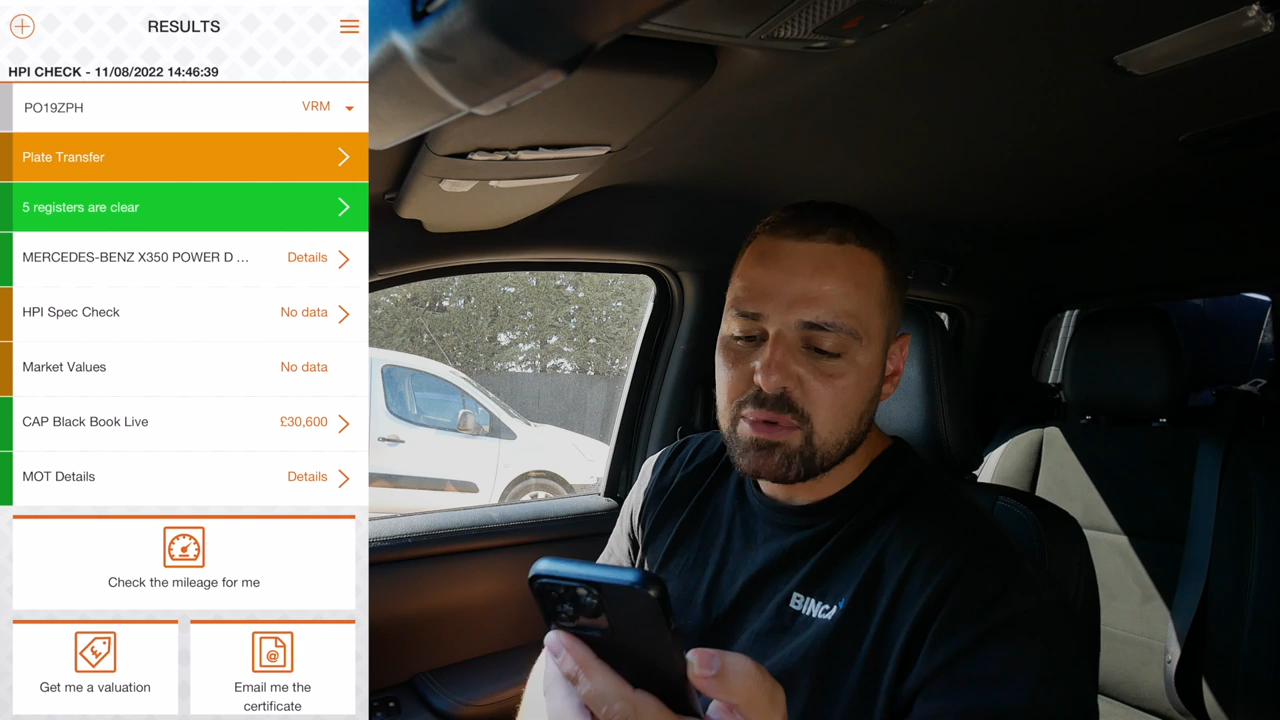 RESULTS
HPI CHECK - 11/08/2022 14:46:39
PO19ZPH VRM
Plate Transfer
5 registers are clear
MERCEDES-BENZ X350 POWER D ... Details
HPI Spec Check No data
Market Values No data
CAP Black Book Live £30,600
MOT Details Details
Check the mileage for me
Get me a valuation
Email me the
certificate
BINCA